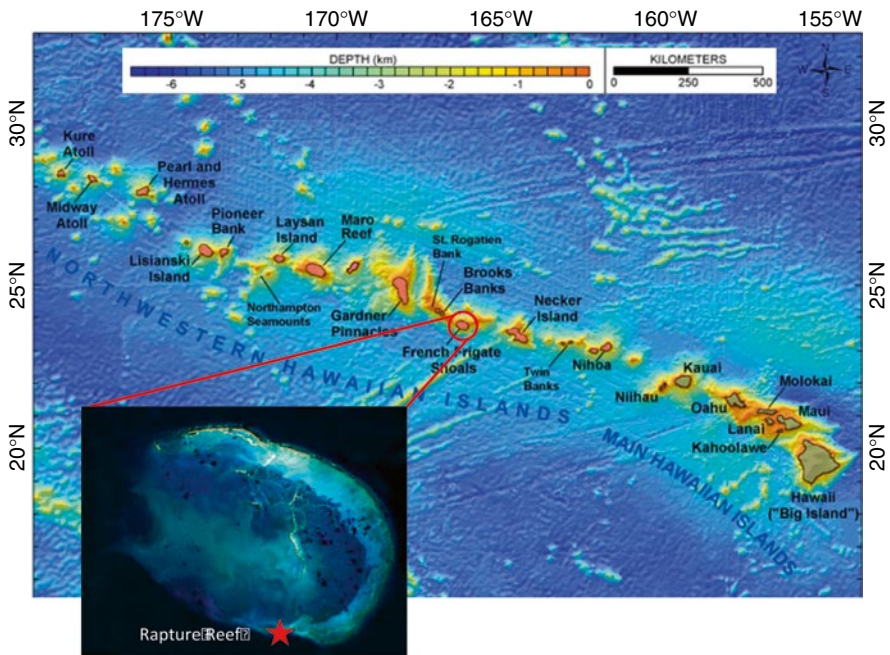 175°W 170°W 165°W 160°W 155°W
DEPTH (km)
-6 -5 -4 -3 -2 -1 0
KILOMETERS
0 250 500
N
W E
S
30°N
25°N
20°N
30°N
25°N
20°N
Kure
Atoll
Pearl and
Hermes
Atoll
Midway
Atoll
Pioneer
Bank
Laysan
Island
Maro
Reef
St. Rogatien
Bank
Brooks
Banks
Lisianski
Island
Northampton
Seamounts
Gardner
Pinnacles
Necker
Island
French Frigate
Shoals
Twin
Banks
Nihoa
NORTHWESTERN HAWAIIAN ISLANDS
Kauai
Niihau
Molokai
Oahu
Maui
Lanai
Kahoolawe
Hawaii
("Big Island")
MAIN HAWAIIAN ISLANDS
Rapture Reef